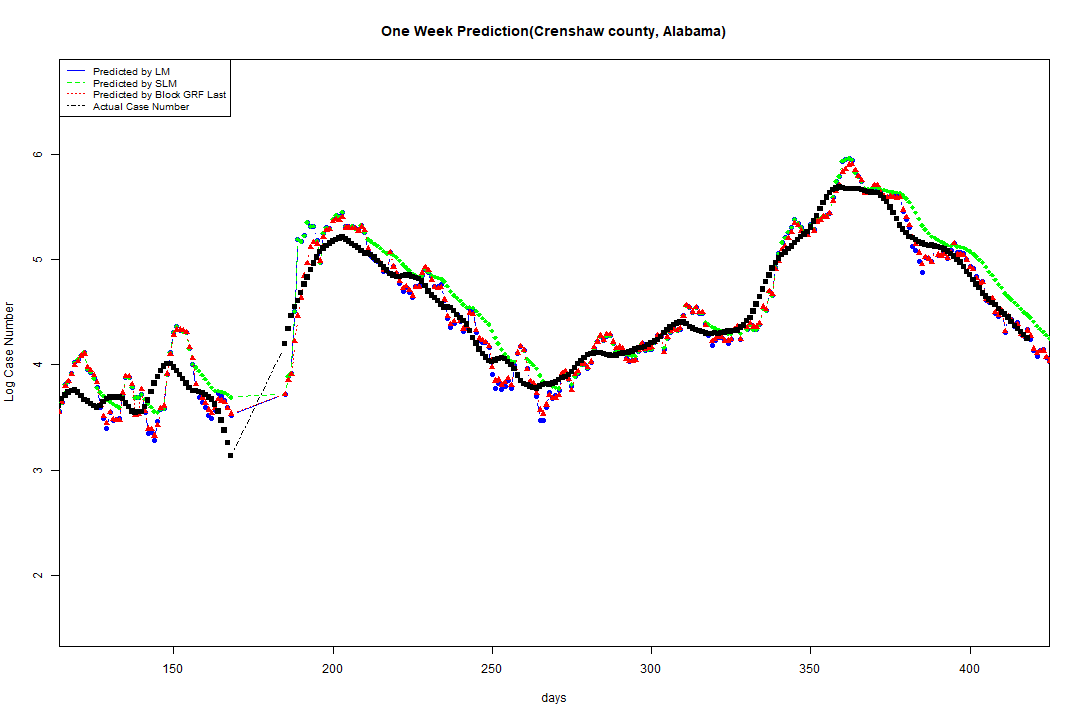 One Week Prediction(Crenshaw county, Alabama)
Predicted by LM
Predicted by SLM
Predicted by Block GRF Last
Actual Case Number
Log Case Number
6
5
4
3
2
150 200 250 300 350 400
days